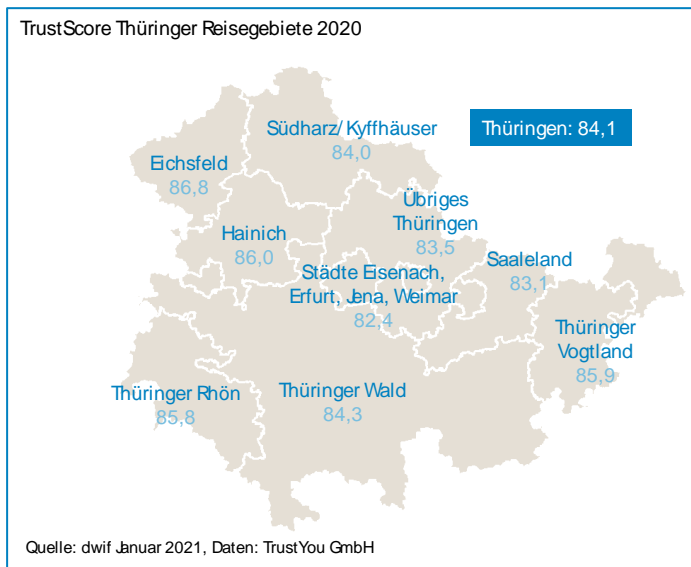 TrustScore Thüringer Reisegebiete 2020
Thüringen: 84,1
Südharz/Kyffhäuser
84,0
Eichsfeld
86,8
Übriges
Thüringen
83,5
Hainich
86,0
Saaleland
83,1
Städte Eisenach,
Erfurt, Jena, Weimar
82,4
Thüringer
Vogtland
85,9
Thüringer Rhön
85,8
Thüringer Wald
84,3
Quelle: dwif Januar 2021, Daten: TrustYou GmbH